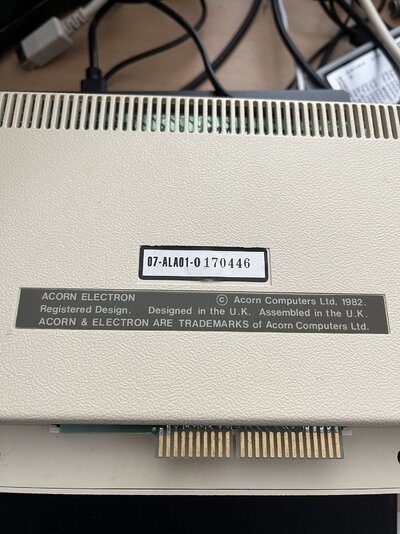 07-ALA01-0 170446
ACORN ELECTRON © Acorn Computers Ltd. 1982.
Registered Design. Designed in the U.K. Assembled in the U.K.
ACORN & ELECTRON ARE TRADEMARKS of Acorn Computers Ltd.